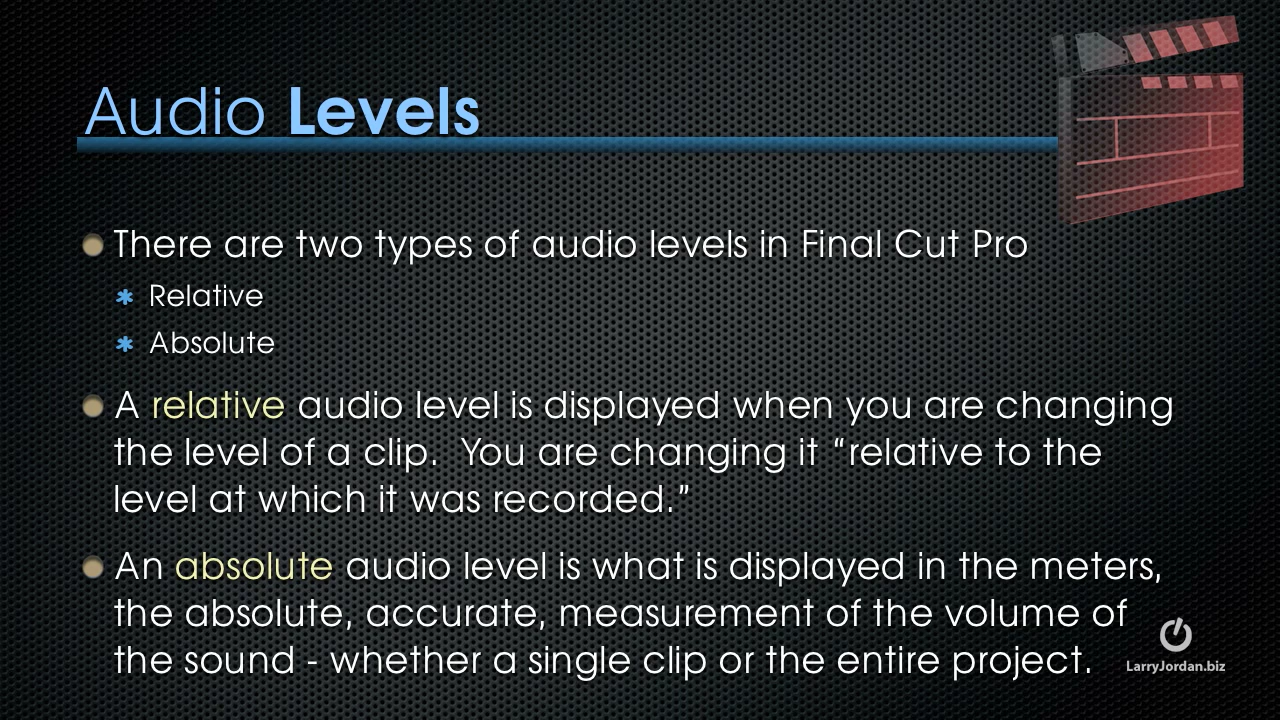 Audio Levels
There are two types of audio levels in Final Cut Pro
Relative
Absolute
A relative audio level is displayed when you are changing
the level of a clip.  You are changing it “relative to the
level at which it was recorded.”
An absolute audio level is what is displayed in the meters,
the absolute, accurate, measurement of the volume of
the sound - whether a single clip or the entire project.
LarryJordan.biz